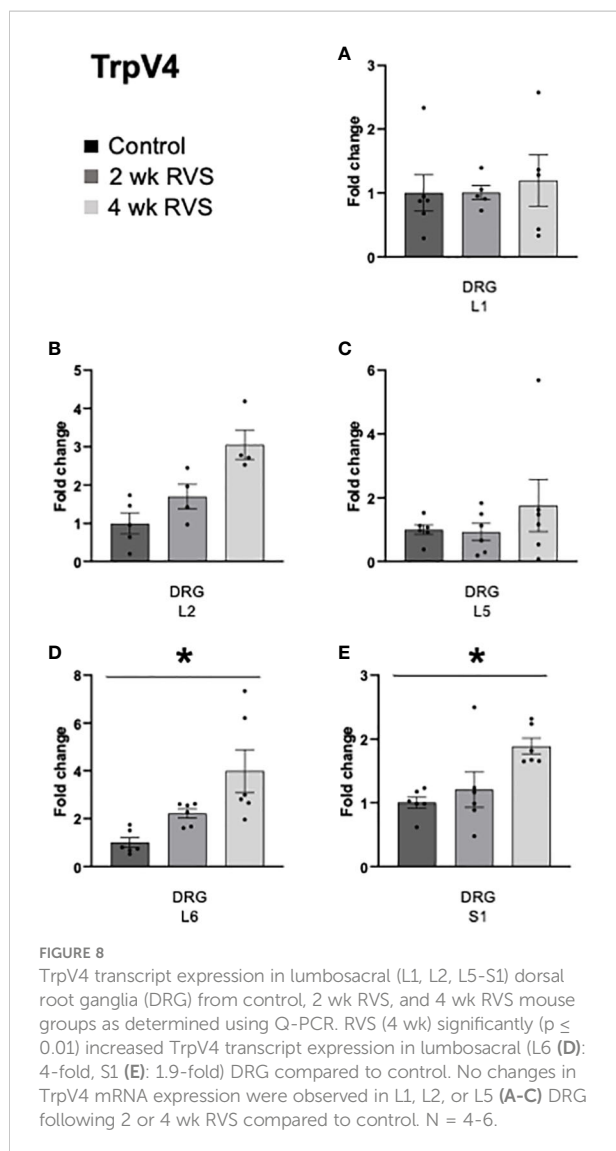 TrpV4
Control
2 wk RVS
4 wk RVS
A
Fold change
3
2
1
0
DRG
L1
B
Fold change
5
4
3
2
1
0
DRG
L2
C
Fold change
6
4
2
0
DRG
L5
D
*
Fold change
8
6
4
2
0
DRG
L6
E
*
Fold change
3
2
1
0
DRG
S1
FIGURE 8
TrpV4 transcript expression in lumbosacral (L1, L2, L5-S1) dorsal
root ganglia (DRG) from control, 2 wk RVS, and 4 wk RVS mouse
groups as determined using Q-PCR. RVS (4 wk) significantly (p ≤
0.01) increased TrpV4 transcript expression in lumbosacral (L6 (D):
4-fold, S1 (E): 1.9-fold) DRG compared to control. No changes in
TrpV4 mRNA expression were observed in L1, L2, or L5 (A-C) DRG
following 2 or 4 wk RVS compared to control. N = 4-6.